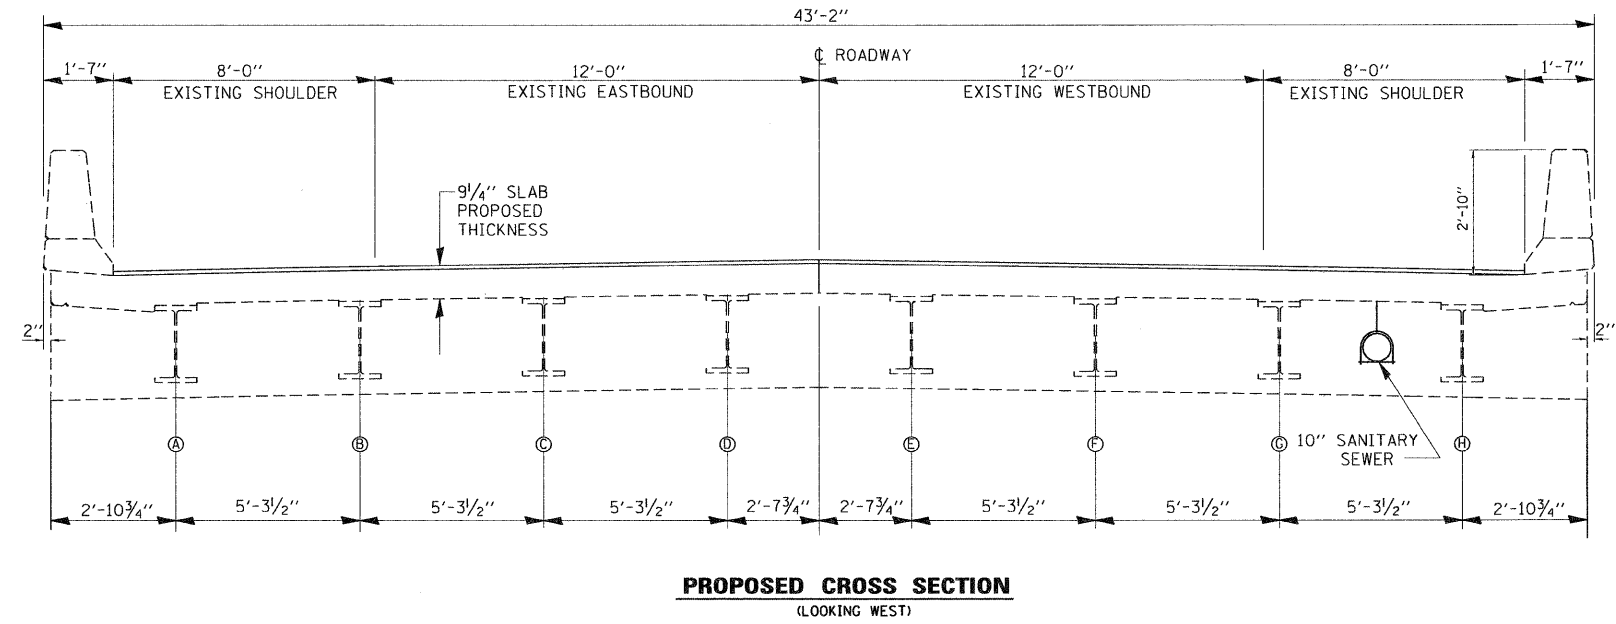 43'-2"
℄ ROADWAY
1'-7" 8'-0" 12'-0" 12'-0" 8'-0" 1'-7"
EXISTING SHOULDER EXISTING EASTBOUND EXISTING WESTBOUND EXISTING SHOULDER
9¼" SLAB
PROPOSED
THICKNESS
2'-10"
2" 2"
A B C D E F G H
10" SANITARY
SEWER
2'-10¾" 5'-3½" 5'-3½" 5'-3½" 2'-7¾" 2'-7¾" 5'-3½" 5'-3½" 5'-3½" 2'-10¾"
PROPOSED CROSS SECTION
(LOOKING WEST)